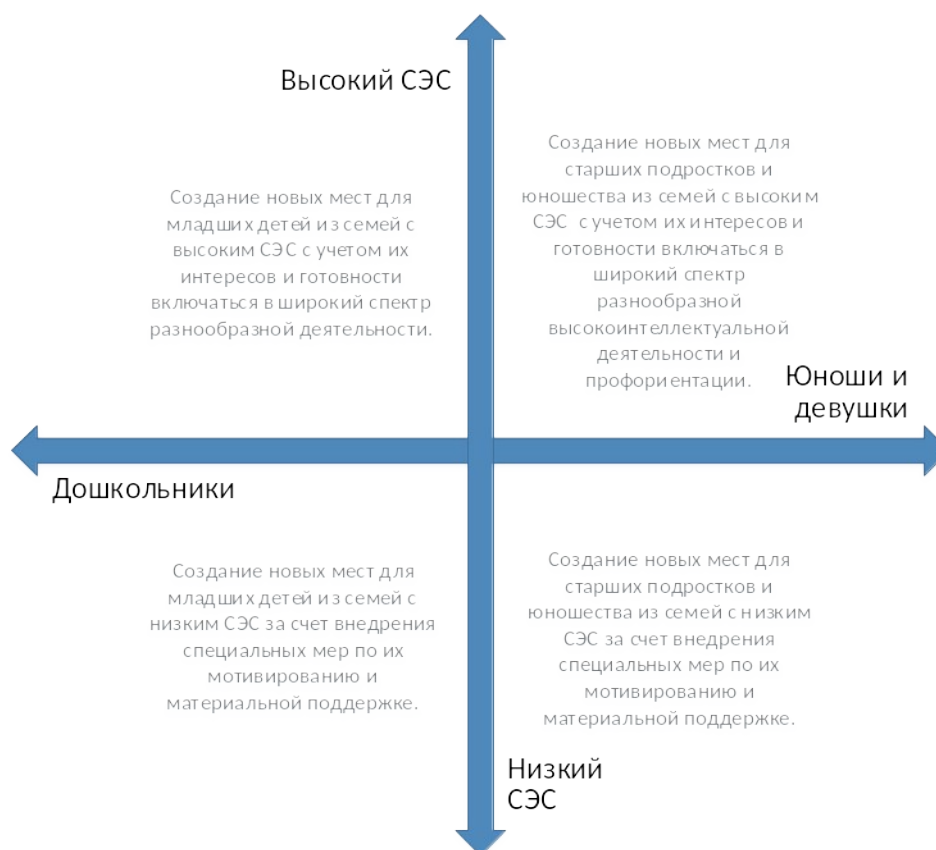 Высокий СЭС
Создание новых мест для
младших детей из семей с
высоким СЭС с учетом их
интересов и готовности
включаться в широкий спектр
разнообразной деятельности.
Создание новых мест для
старших подростков и
юношества из семей с высоким
СЭС с учетом их интересов и
готовности включаться в
широкий спектр
разнообразной
высокоинтеллектуальной
деятельности и
профориентации.
Юноши и
девушки
Дошкольники
Создание новых мест для
младших детей из семей с
низким СЭС за счет внедрения
специальных мер по их
мотивированию и
материальной поддержке.
Создание новых мест для
старших подростков и
юношества из семей с низким
СЭС за счет внедрения
специальных мер по их
мотивированию и
материальной поддержке.
Низкий
СЭС